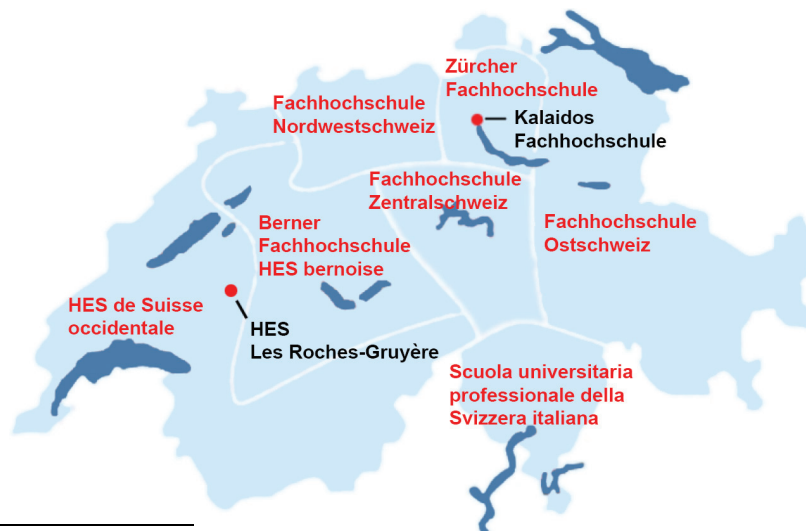 Zürcher
Fachhochschule
Fachhochschule
Nordwestschweiz
Kalaidos
Fachhochschule
Fachhochschule
Zentralschweiz
Berner
Fachhochschule
HES bernoise
Fachhochschule
Ostschweiz
HES de Suisse
occidentale
HES
Les Roches-Gruyère
Scuola universitaria
professionale della
Svizzera italiana